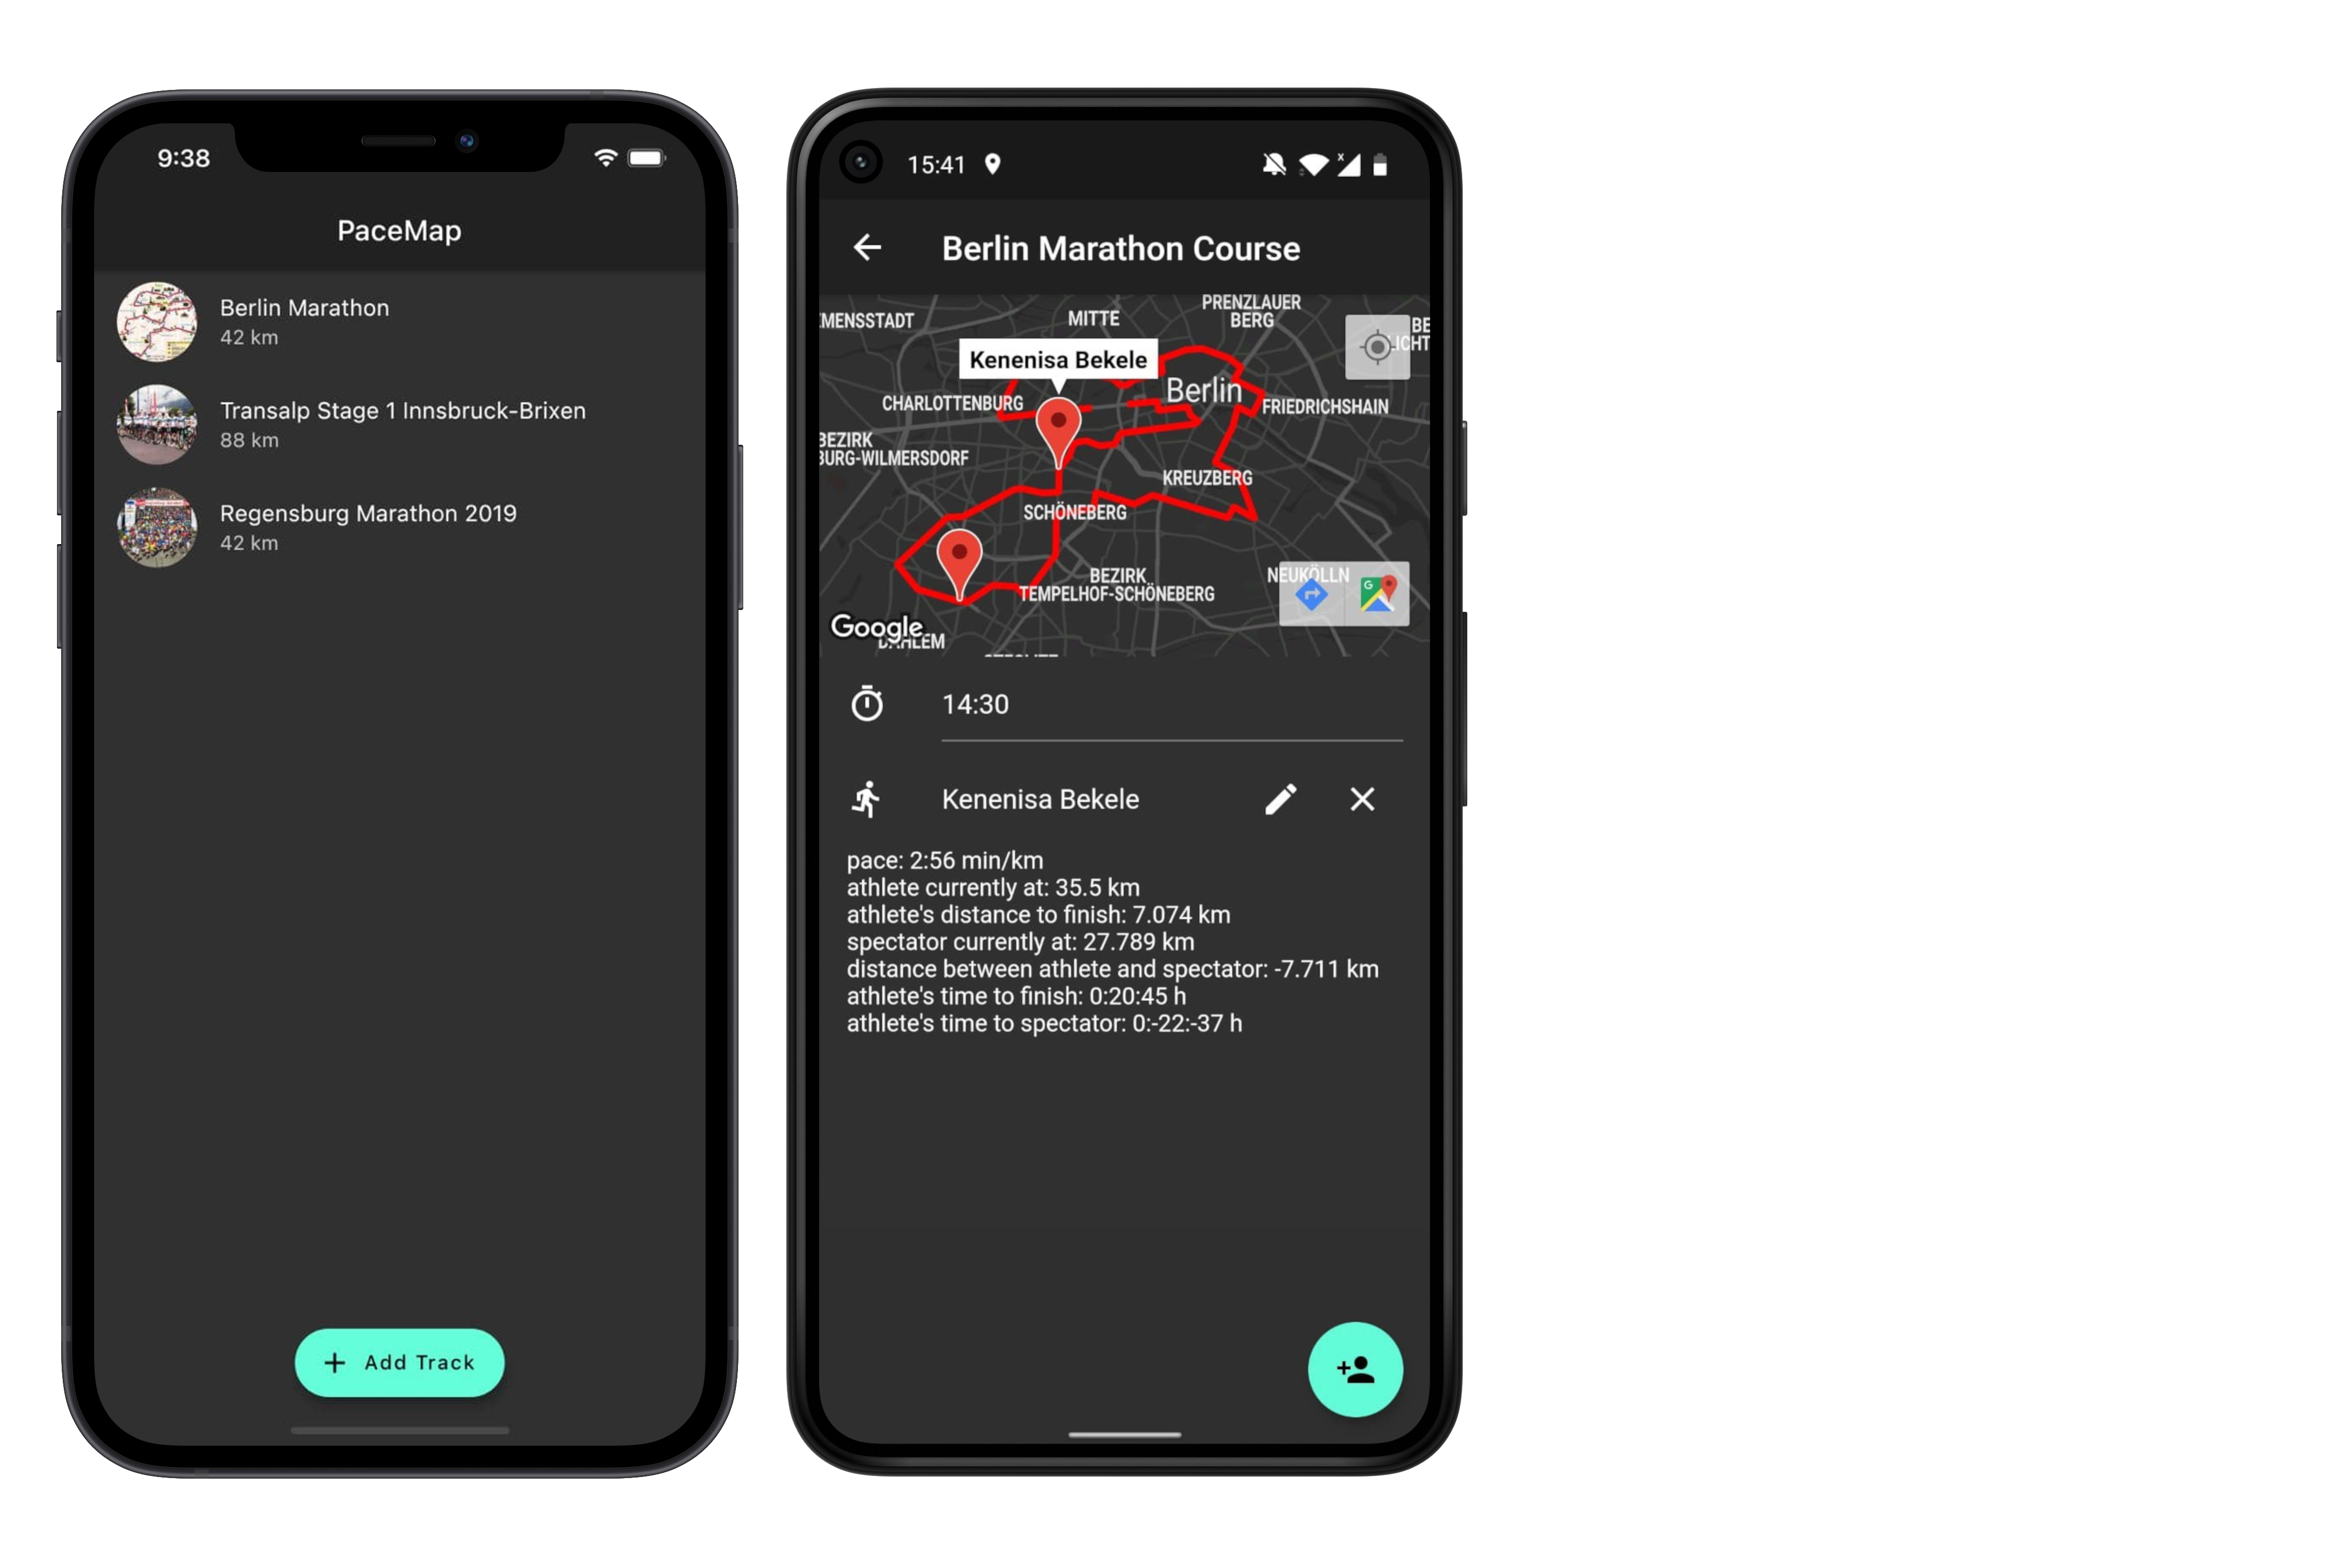 9:38
PaceMap
Berlin Marathon
42 km
Transalp Stage 1 Innsbruck-Brixen
88 km
Regensburg Marathon 2019
42 km
+ Add Track
15:41
Berlin Marathon Course
PRENZLAUER
BERG
MITTE
EMENSSTADT
BE
LICHT
Kenenisa Bekele
Berlin
CHARLOTTENBURG
FRIEDRICHSHAIN
BEZIRK
BURG-WILMERSDORF
KREUZBERG
SCHÖNEBERG
BEZIRK
TEMPELHOF-SCHÖNEBERG
NEUKÖLLN
Google
DAHLEM
14:30
Kenenisa Bekele
pace: 2:56 min/km
athlete currently at: 35.5 km
athlete's distance to finish: 7.074 km
spectator currently at: 27.789 km
distance between athlete and spectator: -7.711 km
athlete's time to finish: 0:20:45 h
athlete's time to spectator: 0:-22:-37 h